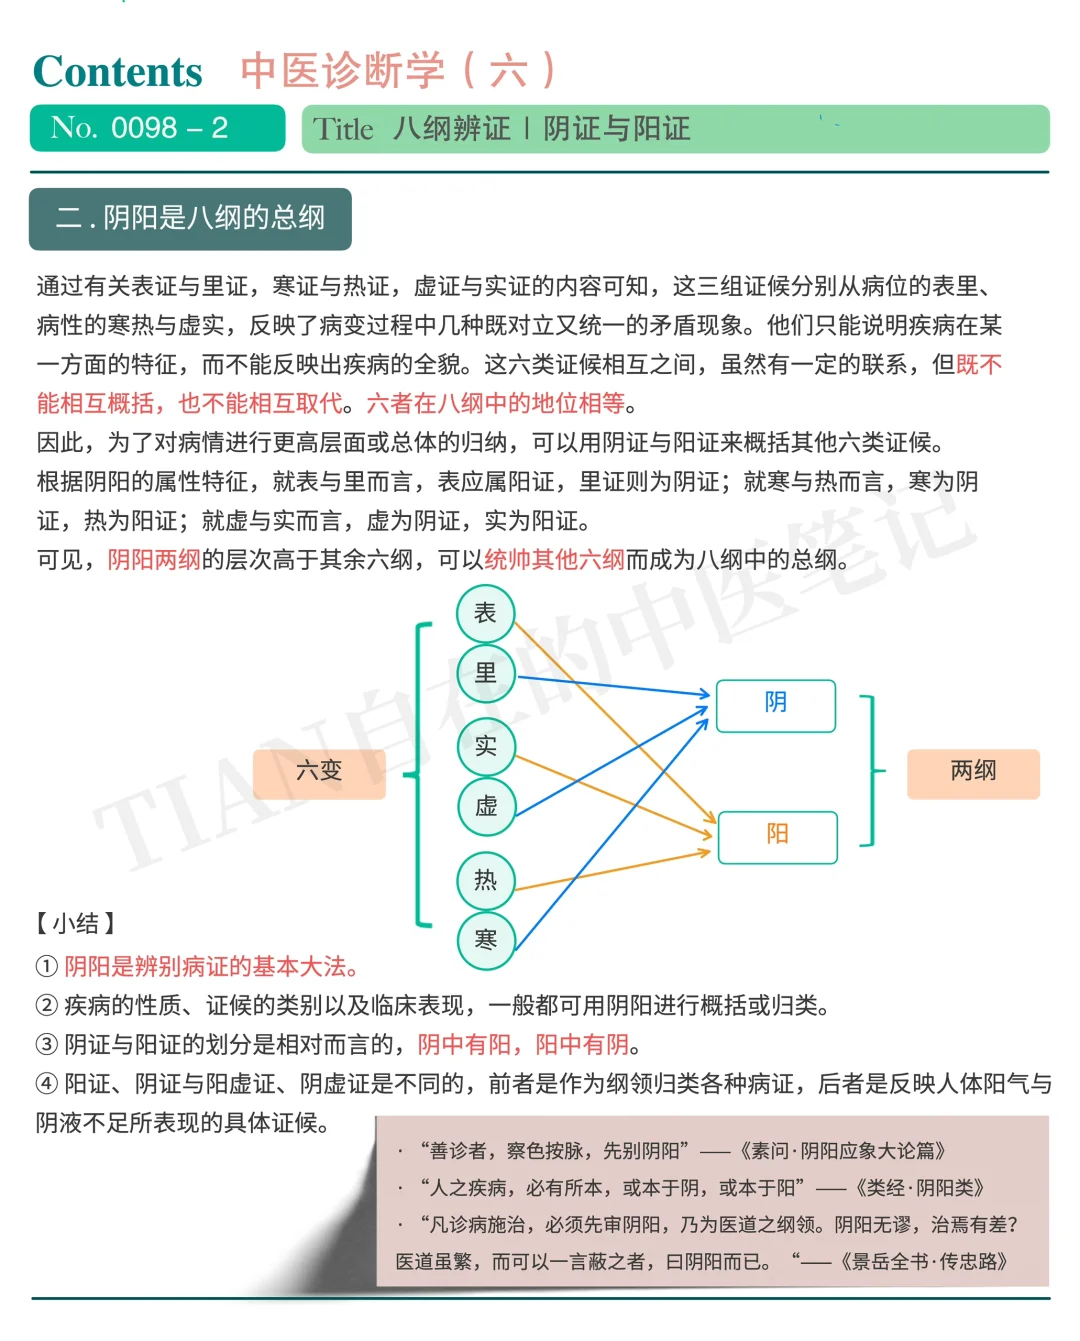 Contents 中医诊断学（六）
No. 0098 – 2
Title 八纲辨证 | 阴证与阳证
二 . 阴阳是八纲的总纲
通过有关表证与里证，寒证与热证，虚证与实证的内容可知，这三组证候分别从病位的表里、
病性的寒热与虚实，反映了病变过程中几种既对立又统一的矛盾现象。他们只能说明疾病在某
一方面的特征，而不能反映出疾病的全貌。这六类证候相互之间，虽然有一定的联系，但既不
能相互概括，也不能相互取代。六者在八纲中的地位相等。
因此，为了对病情进行更高层面或总体的归纳，可以用阴证与阳证来概括其他六类证候。
根据阴阳的属性特征，就表与里而言，表应属阳证，里证则为阴证；就寒与热而言，寒为阴
证，热为阳证；就虚与实而言，虚为阴证，实为阳证。
可见，阴阳两纲的层次高于其余六纲，可以统帅其他六纲而成为八纲中的总纲。
六变
表
里
实
虚
热
寒
阴
阳
两纲
TIAN自在的中医笔记
【 小结 】
① 阴阳是辨别病证的基本大法。
② 疾病的性质、证候的类别以及临床表现，一般都可用阴阳进行概括或归类。
③ 阴证与阳证的划分是相对而言的，阴中有阳，阳中有阴。
④ 阳证、阴证与阳虚证、阴虚证是不同的，前者是作为纲领归类各种病证，后者是反映人体阳气与
阴液不足所表现的具体证候。
· “善诊者，察色按脉，先别阴阳”——《素问·阴阳应象大论篇》
· “人之疾病，必有所本，或本于阴，或本于阳”——《类经·阴阳类》
· “凡诊病施治，必须先审阴阳，乃为医道之纲领。阴阳无谬，治焉有差？
医道虽繁，而可以一言蔽之者，曰阴阳而已。“——《景岳全书·传忠路》